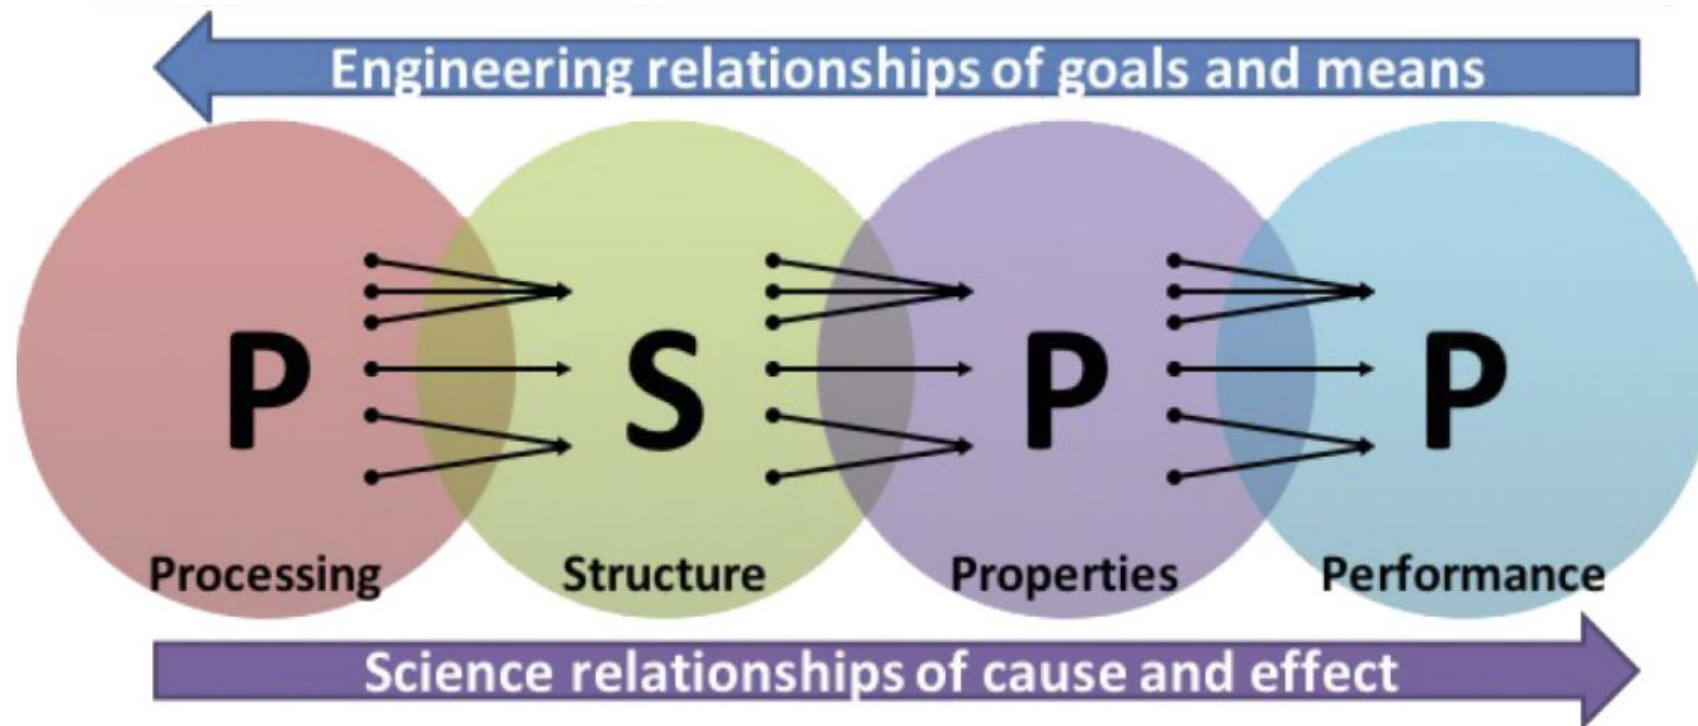 Engineering relationships of goals and means
P
S
P
P
Processing
Structure
Properties
Performance
Science relationships of cause and effect